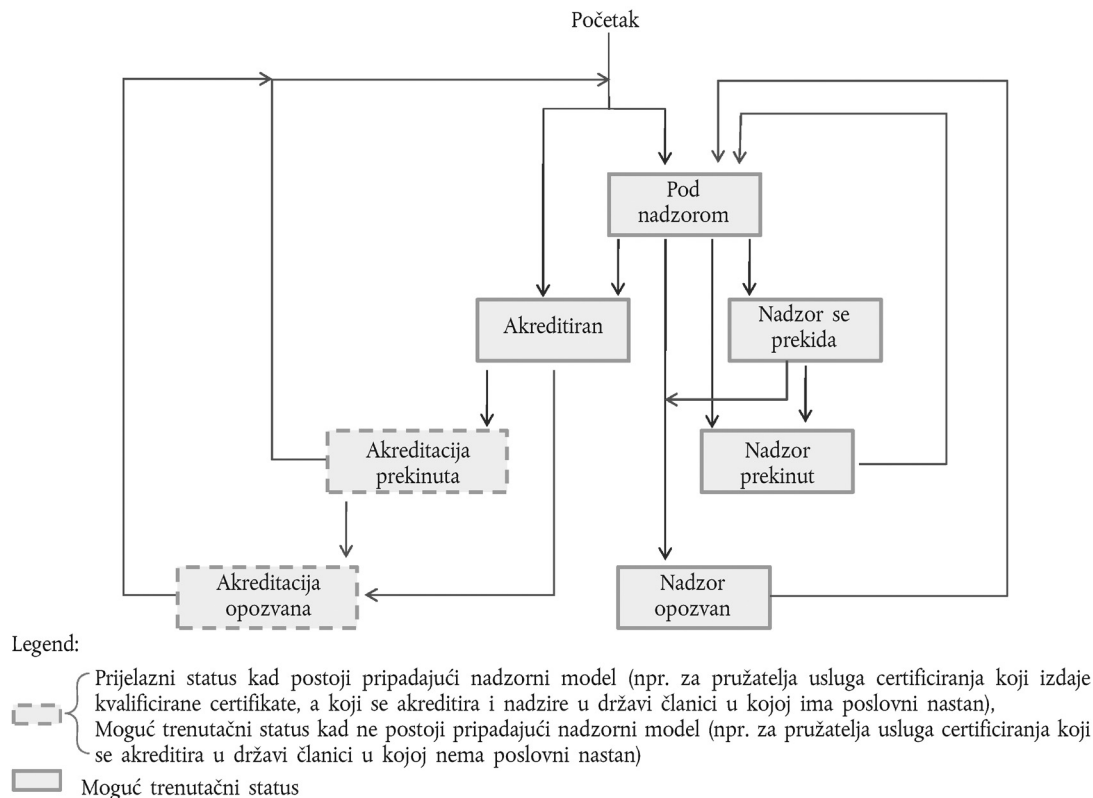 Početak
Pod
nadzorom
Akreditiran
Nadzor se
prekida
Akreditacija
prekinuta
Nadzor
prekinut
Akreditacija
opozvana
Nadzor
opozvan
Legend:
Prijelazni status kad postoji pripadajući nadzorni model (npr. za pružatelja usluga certificiranja koji izdaje
kvalificirane certifikate, a koji se akreditira i nadzire u državi članici u kojoj ima poslovni nastan),
Moguć trenutačni status kad ne postoji pripadajući nadzorni model (npr. za pružatelja usluga certificiranja koji
se akreditira u državi članici u kojoj nema poslovni nastan)
Moguć trenutačni status